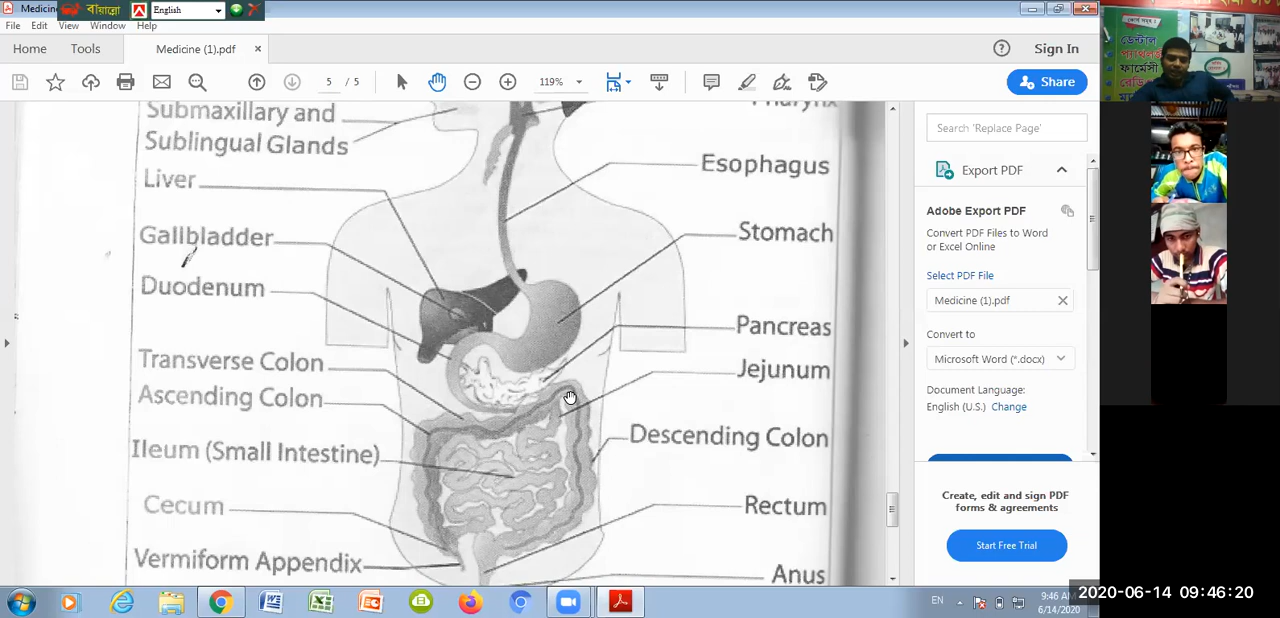 Medicin
বায়ান্নো
English
File Edit View Window Help
Home Tools Medicine (1).pdf × Sign In
5 / 5 119% Share
Submaxillary and
Sublingual Glands
Liver
Gallbladder
Duodenum
Transverse Colon
Ascending Colon
Ileum (Small Intestine)
Cecum
Vermiform Appendix
Pharynx
Esophagus
Stomach
Pancreas
Jejunum
Descending Colon
Rectum
Anus
Search 'Replace Page'
Export PDF
Adobe Export PDF
Convert PDF Files to Word
or Excel Online
Select PDF File
Medicine (1).pdf
Convert to
Microsoft Word (*.docx)
Document Language:
English (U.S.) Change
Create, edit and sign PDF
forms & agreements
Start Free Trial
ডেন্টাল
প্যাথলজী
ফার্মেসী
EN
9:46 AM
6/14/2020
2020-06-14 09:46:20